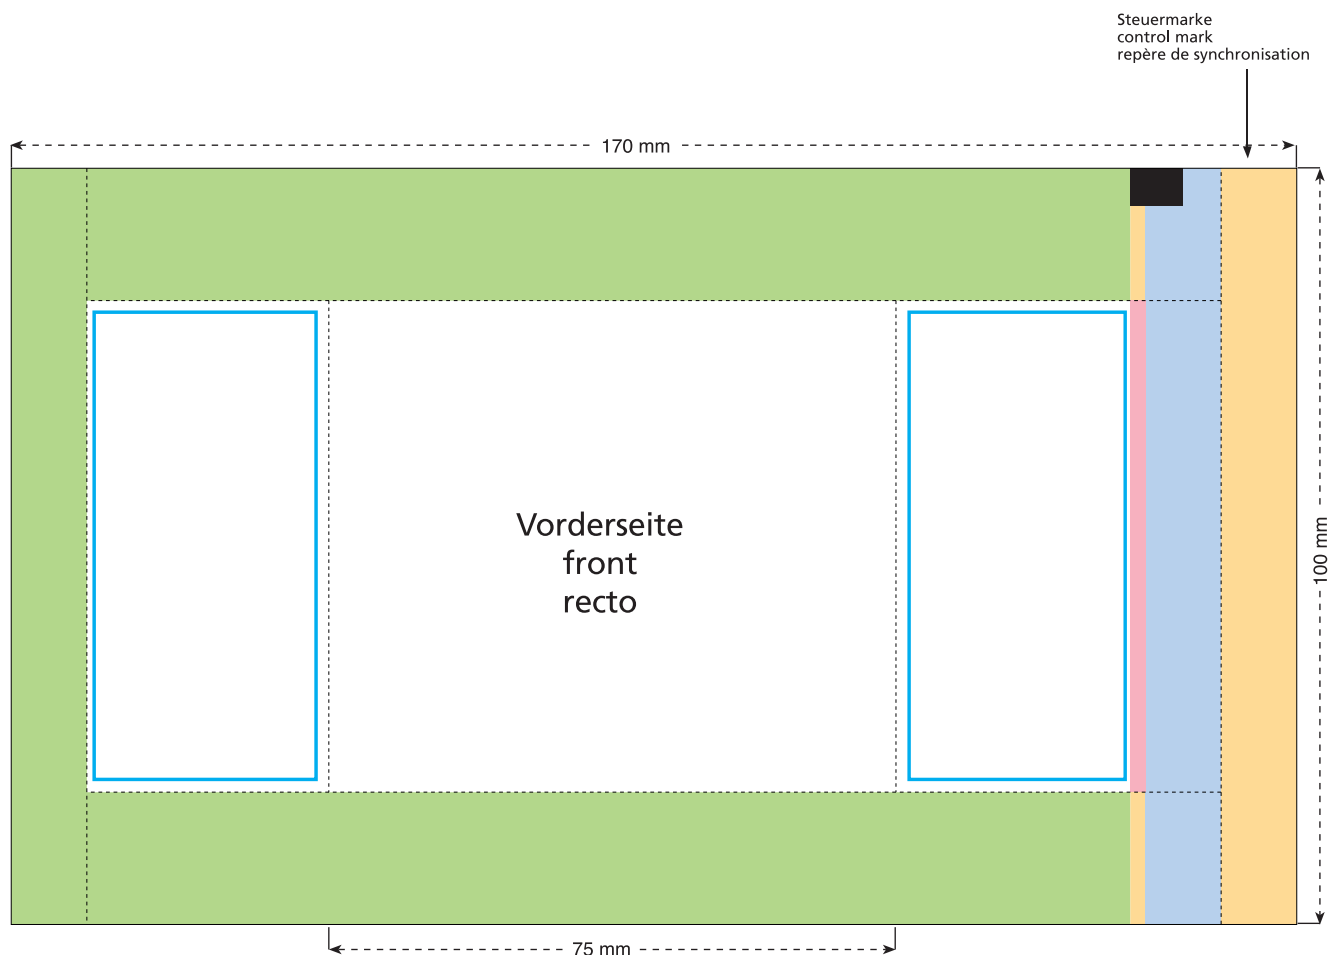 Steuermarke
control mark
repère de synchronisation
170 mm
Vorderseite
front
recto
100 mm
75 mm